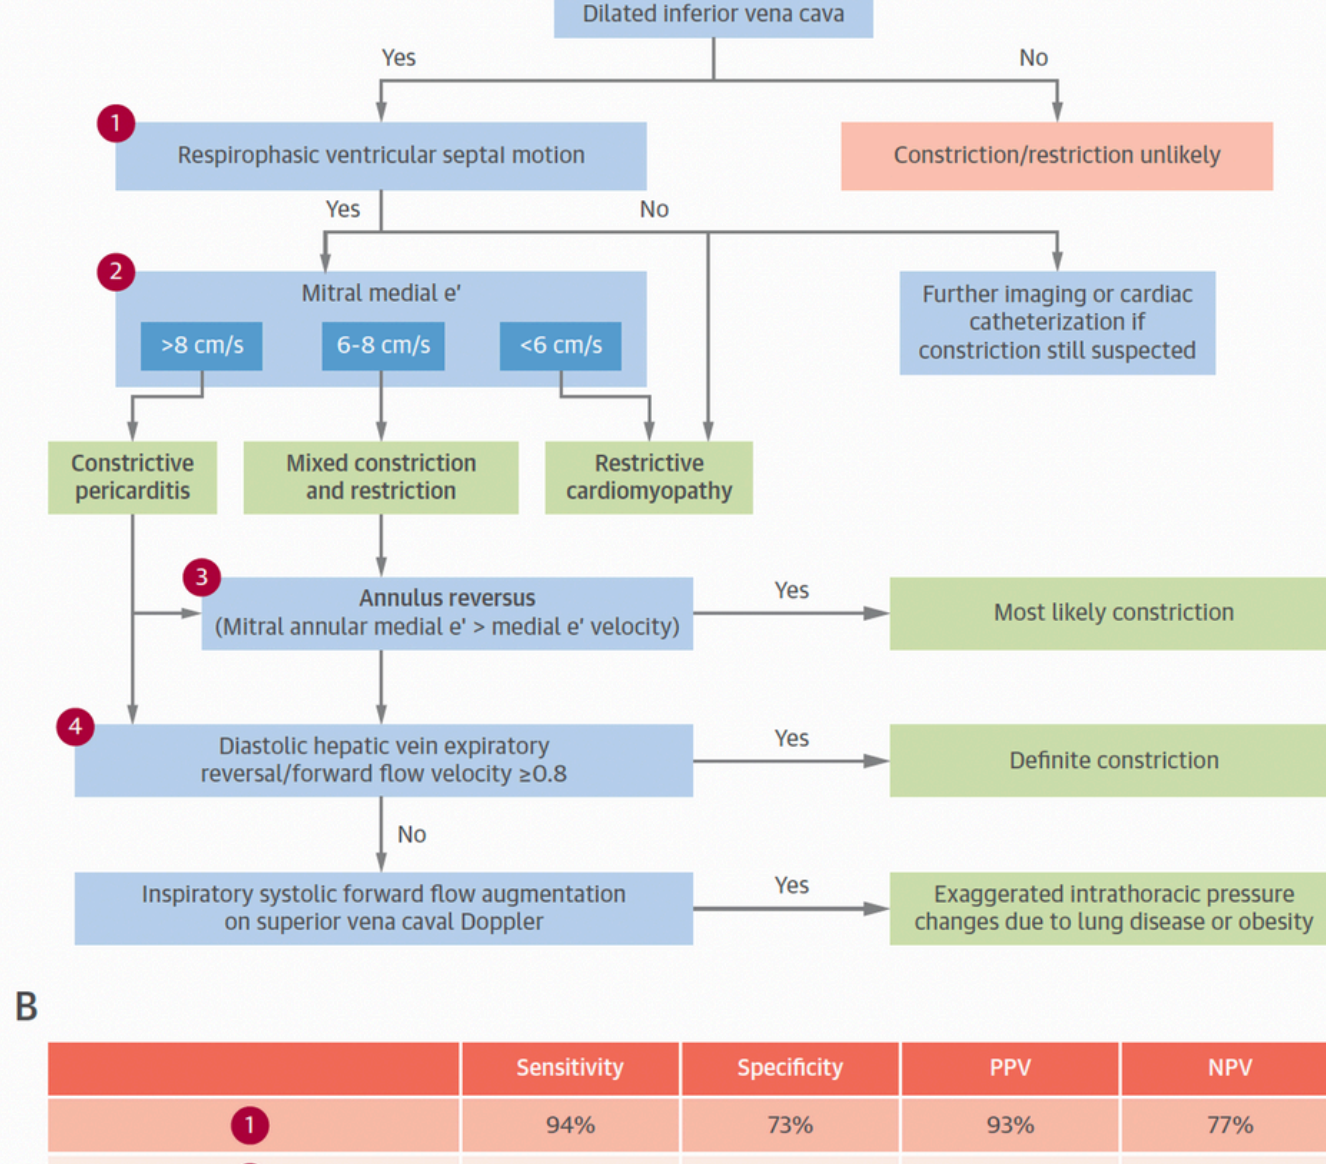 Dilated inferior vena cava
Yes
No
1
Respirophasic ventricular septal motion
Constriction/restriction unlikely
Yes
No
2
Mitral medial e′
>8 cm/s
6-8 cm/s
<6 cm/s
Further imaging or cardiac
catheterization if
constriction still suspected
Constrictive
pericarditis
Mixed constriction
and restriction
Restrictive
cardiomyopathy
3
Annulus reversus
(Mitral annular medial e′ > medial e′ velocity)
Yes
Most likely constriction
4
Diastolic hepatic vein expiratory
reversal/forward flow velocity ≥0.8
Yes
Definite constriction
No
Inspiratory systolic forward flow augmentation
on superior vena caval Doppler
Yes
Exaggerated intrathoracic pressure
changes due to lung disease or obesity
B
Sensitivity Specificity PPV NPV
1 94% 73% 93% 77%